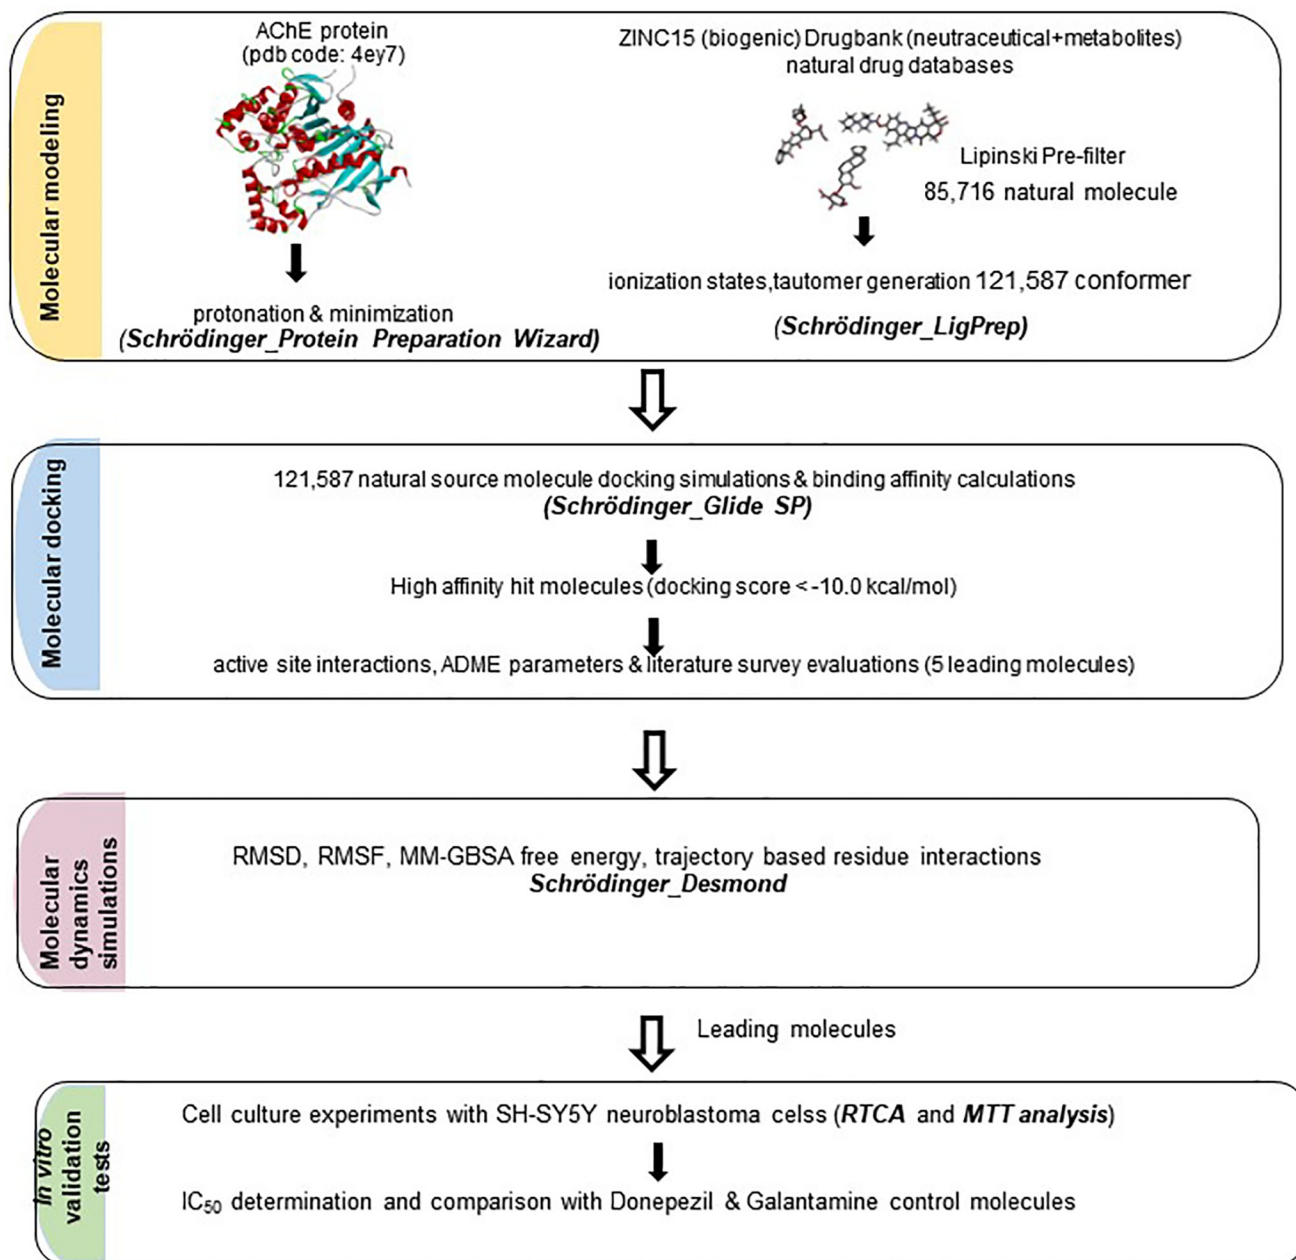 Molecular modeling
AChE protein
(pdb code: 4ey7)
protonation & minimization
(Schrödinger_Protein Preparation Wizard)
ZINC15 (biogenic) Drugbank (neutraceutical+metabolites)
natural drug databases
Lipinski Pre-filter
85,716 natural molecule
ionization states,tautomer generation 121,587 conformer
(Schrödinger_LigPrep)
Molecular docking
121,587 natural source molecule docking simulations & binding affinity calculations
(Schrödinger_Glide SP)
High affinity hit molecules (docking score < -10.0 kcal/mol)
active site interactions, ADME parameters & literature survey evaluations (5 leading molecules)
Molecular
dynamics
simulations
RMSD, RMSF, MM-GBSA free energy, trajectory based residue interactions
Schrödinger_Desmond
Leading molecules
In vitro
validation
tests
Cell culture experiments with SH-SY5Y neuroblastoma celss (RTCA and MTT analysis)
IC50 determination and comparison with Donepezil & Galantamine control molecules